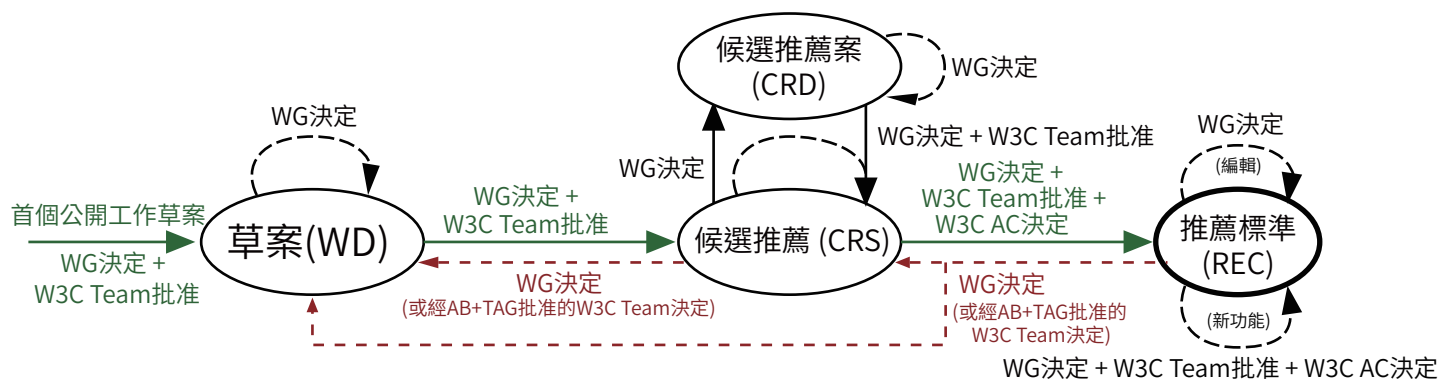 候選推薦案
(CRD)
WG決定
WG決定
WG決定
WG決定 + W3C Team批准
WG決定
(編輯)
首個公開工作草案
WG決定 +
W3C Team批准
草案(WD)
WG決定 +
W3C Team批准
候選推薦 (CRS)
WG決定 +
W3C Team批准 +
W3C AC決定
推薦標準
(REC)
WG決定
(或經AB+TAG批准的W3C Team決定)
WG決定
(或經AB+TAG批准的
W3C Team決定)
(新功能)
WG決定 + W3C Team批准 + W3C AC決定